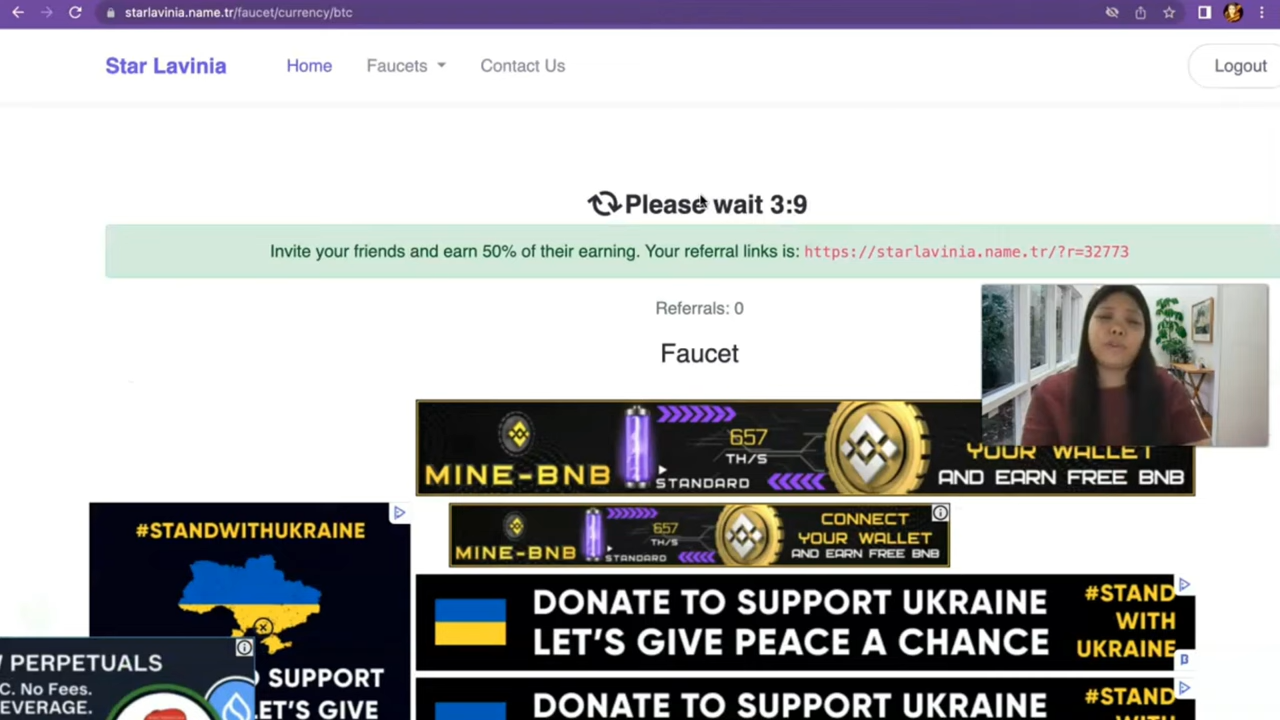 starlavinia.name.tr/faucet/currency/btc
Star Lavinia
Home
Faucets
Contact Us
Logout
Please wait 3:9
Invite your friends and earn 50% of their earning. Your referral links is: https://starlavinia.name.tr/?r=32773
Referrals: 0
Faucet
MINE-BNB
657
TH/S
STANDARD
YOUR WALLET
AND EARN FREE BNB
MINE-BNB
657
TH/S
STANDARD
CONNECT
YOUR WALLET
AND EARN FREE BNB
#STANDWITHUKRAINE
SUPPORT
LET'S GIVE
DONATE TO SUPPORT UKRAINE
LET'S GIVE PEACE A CHANCE
#STAND
WITH
UKRAINE
DONATE TO SUPPORT UKRAINE
#STAND
PERPETUALS
C. No Fees.
EVERAGE.